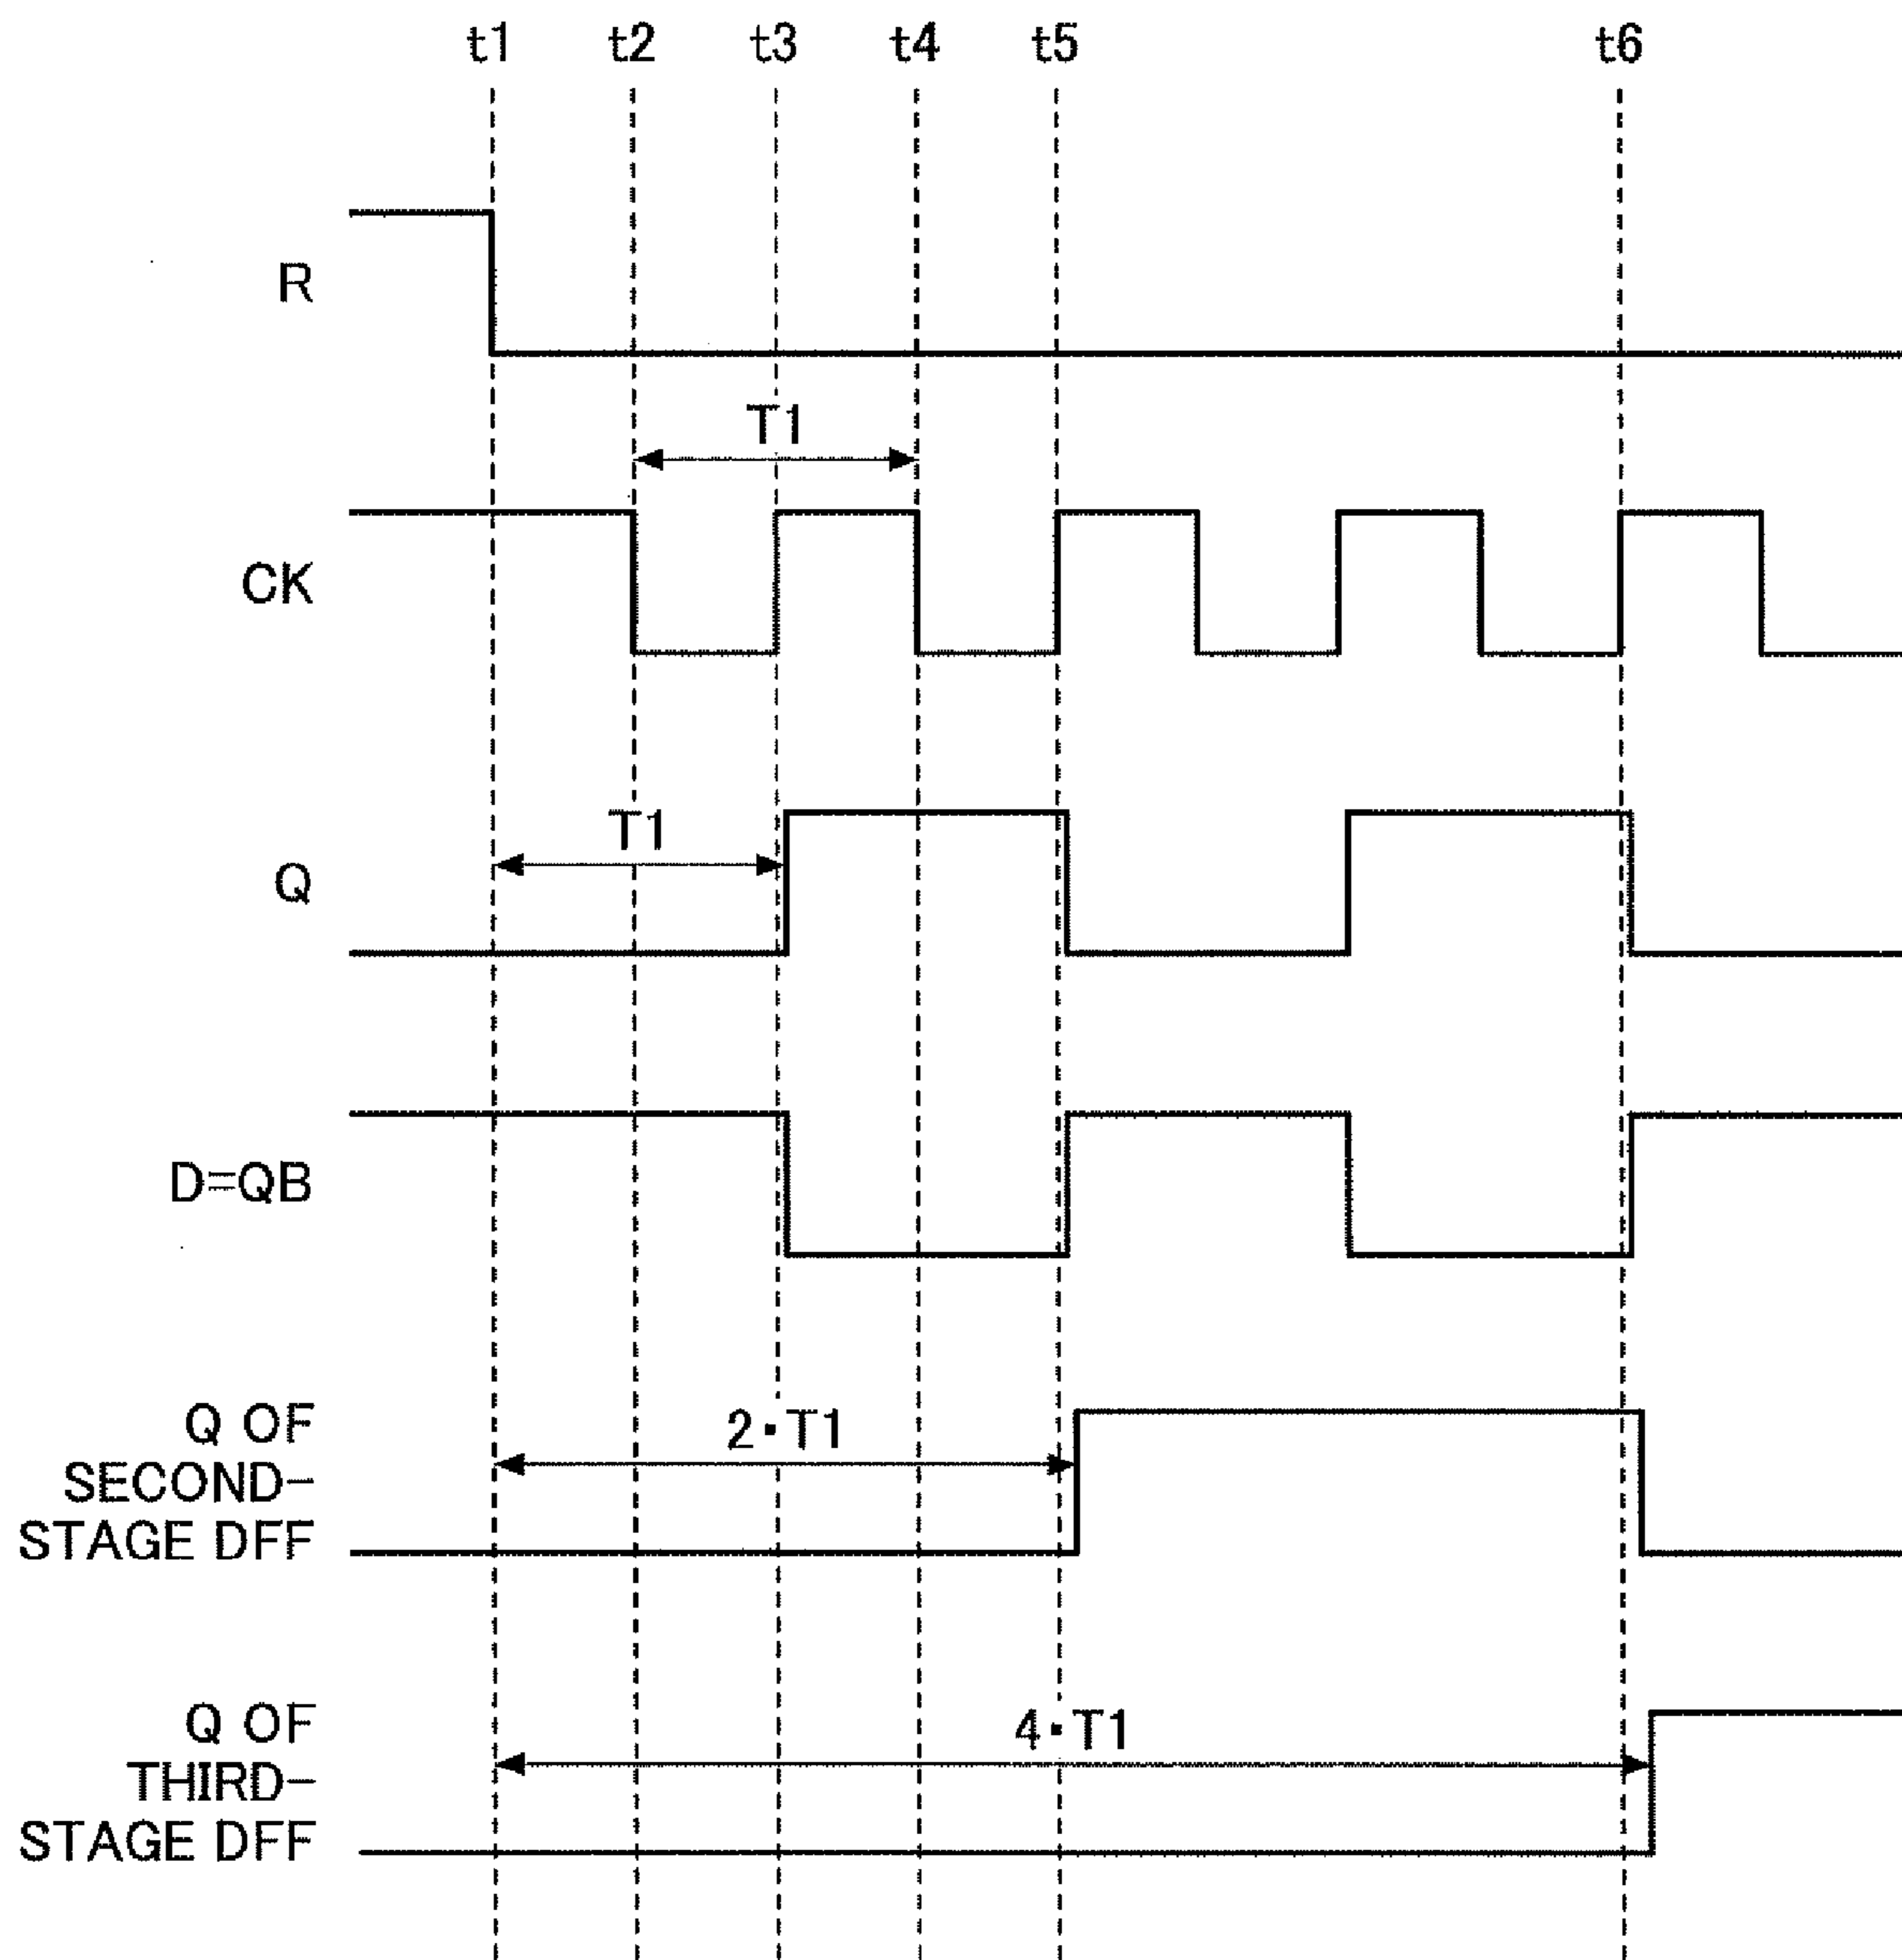 t1 t2 t3 t4 t5 t6
R
T1
CK
T1
Q
D=QB
Q OF
SECOND-
STAGE DFF
2・T1
Q OF
THIRD-
STAGE DFF
4・T1